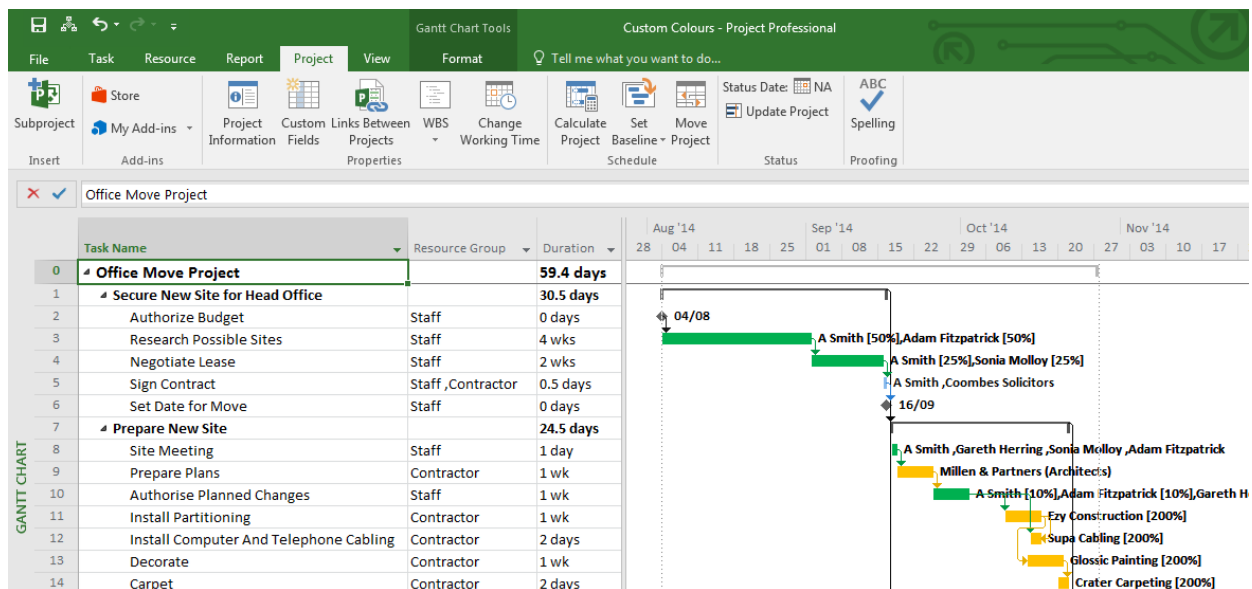 Gantt Chart Tools Custom Colours - Project Professional
File Task Resource Report Project View Format Tell me what you want to do...
Subproject
Store
My Add-ins
Project Information
Custom Fields
Links Between Projects
WBS
Change Working Time
Calculate Project
Set Baseline
Move Project
Status Date: NA
Update Project
ABC
Spelling
Insert Add-ins Properties Schedule Status Proofing
Office Move Project
Aug '14 Sep '14 Oct '14 Nov '14
Task Name Resource Group Duration 28 04 11 18 25 01 08 15 22 29 06 13 20 27 03 10 17
0 Office Move Project 59.4 days
1 Secure New Site for Head Office 30.5 days
2 Authorize Budget Staff 0 days 04/08
3 Research Possible Sites Staff 4 wks A Smith [50%],Adam Fitzpatrick [50%]
4 Negotiate Lease Staff 2 wks A Smith [25%],Sonia Molloy [25%]
5 Sign Contract Staff ,Contractor 0.5 days A Smith ,Coombes Solicitors
6 Set Date for Move Staff 0 days 16/09
7 Prepare New Site 24.5 days
8 Site Meeting Staff 1 day A Smith ,Gareth Herring ,Sonia Molloy ,Adam Fitzpatrick
9 Prepare Plans Contractor 1 wk Millen & Partners (Architects)
10 Authorise Planned Changes Staff 1 wk A Smith [10%],Adam Fitzpatrick [10%],Gareth H
11 Install Partitioning Contractor 1 wk Ezy Construction [200%]
12 Install Computer And Telephone Cabling Contractor 2 days Supa Cabling [200%]
13 Decorate Contractor 1 wk Glossic Painting [200%]
14 Carpet Contractor 2 days Crater Carpeting [200%]
GANTT CHART